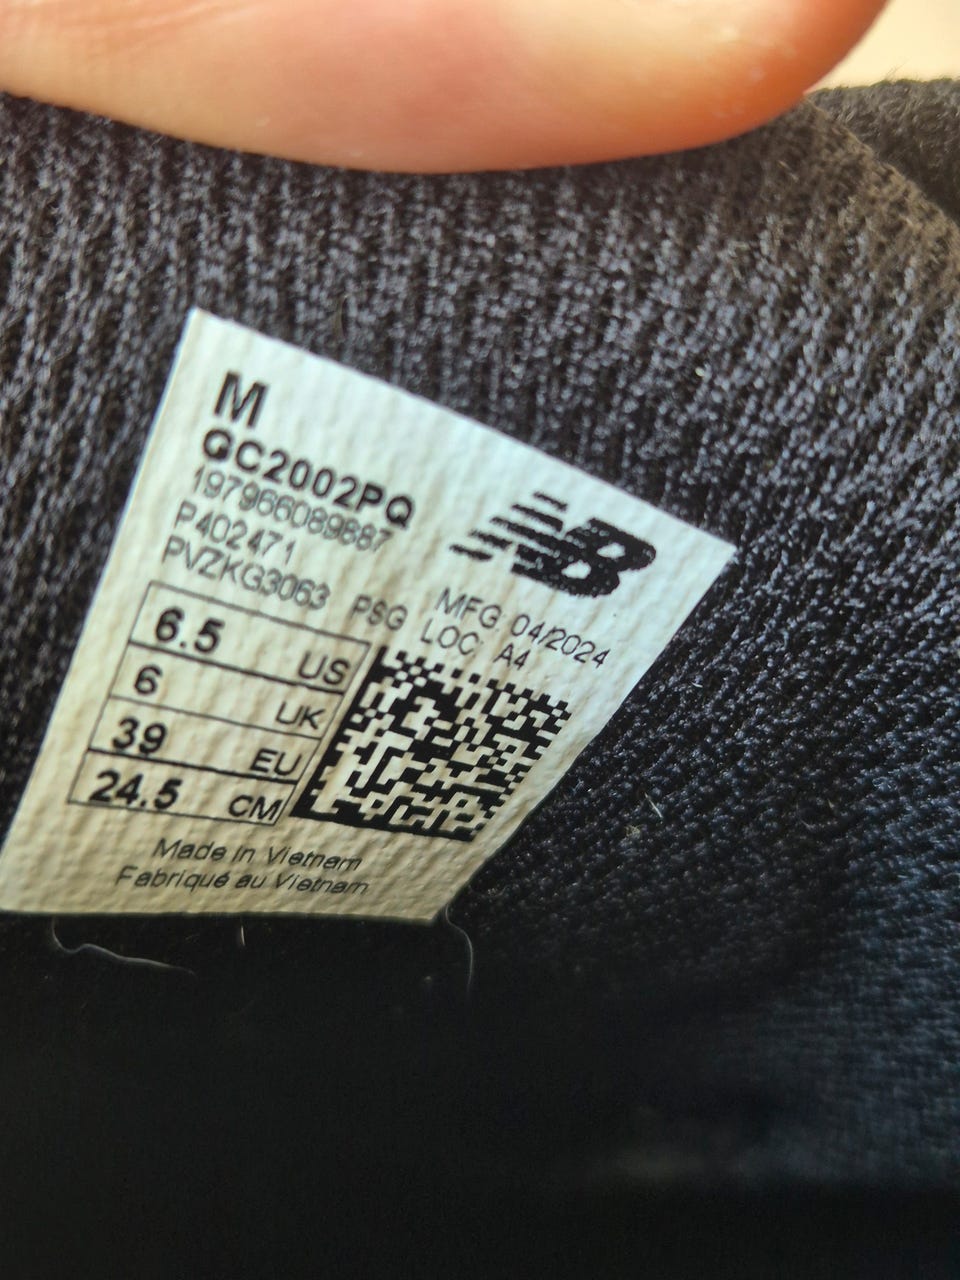 M
GC2002PQ
197966089887
P402471
PVZKG3063 PSG
MFG: 04/2024
LOC: A4
NB
6.5 US
6 UK
39 EU
24.5 CM
Made in Vietnam
Fabriqué au Vietnam